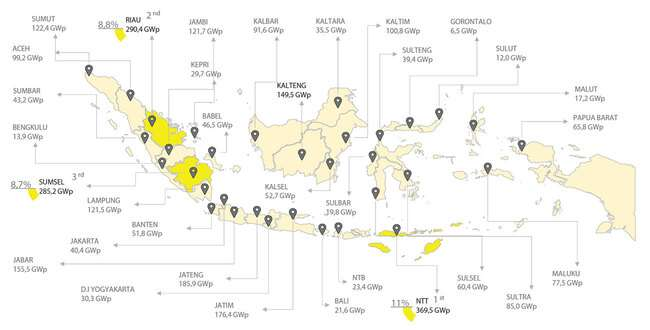 SUMUT
122,4 GWp
8,8%
RIAU
2nd
290,4 GWp
JAMBI
121,7 GWp
KALBAR
91,6 GWp
KALTARA
35.5 GWp
KALTIM
100,8 GWp
GORONTALO
6,5 GWp
SULUT
12,0 GWp
ACEH
99,2 GWp
KEPRI
29,7 GWp
SULTENG
39,4 GWp
SUMBAR
43,2 GWp
BABEL
46,5 GWp
KALTENG
149,5 GWp
MALUT
17,2 GWp
BENGKULU
13,9 GWp
PAPUA BARAT
65,8 GWp
8,7%
SUMSEL
3rd
285,2 GWp
LAMPUNG
121,5 GWp
KALSEL
52,7 GWp
SULBAR
39,8 GWp
BANTEN
51,8 GWp
JAKARTA
40,4 GWp
JABAR
155,5 GWp
JATENG
185,9 GWp
DJ YOGYAKARTA
30,3 GWp
JATIM
176,4 GWp
BALI
21,6 GWp
NTB
23,4 GWp
11%
NTT
1st
369,5 GWp
SULSEL
60,4 GWp
SULTRA
85,0 GWp
MALUKU
77,5 GWp